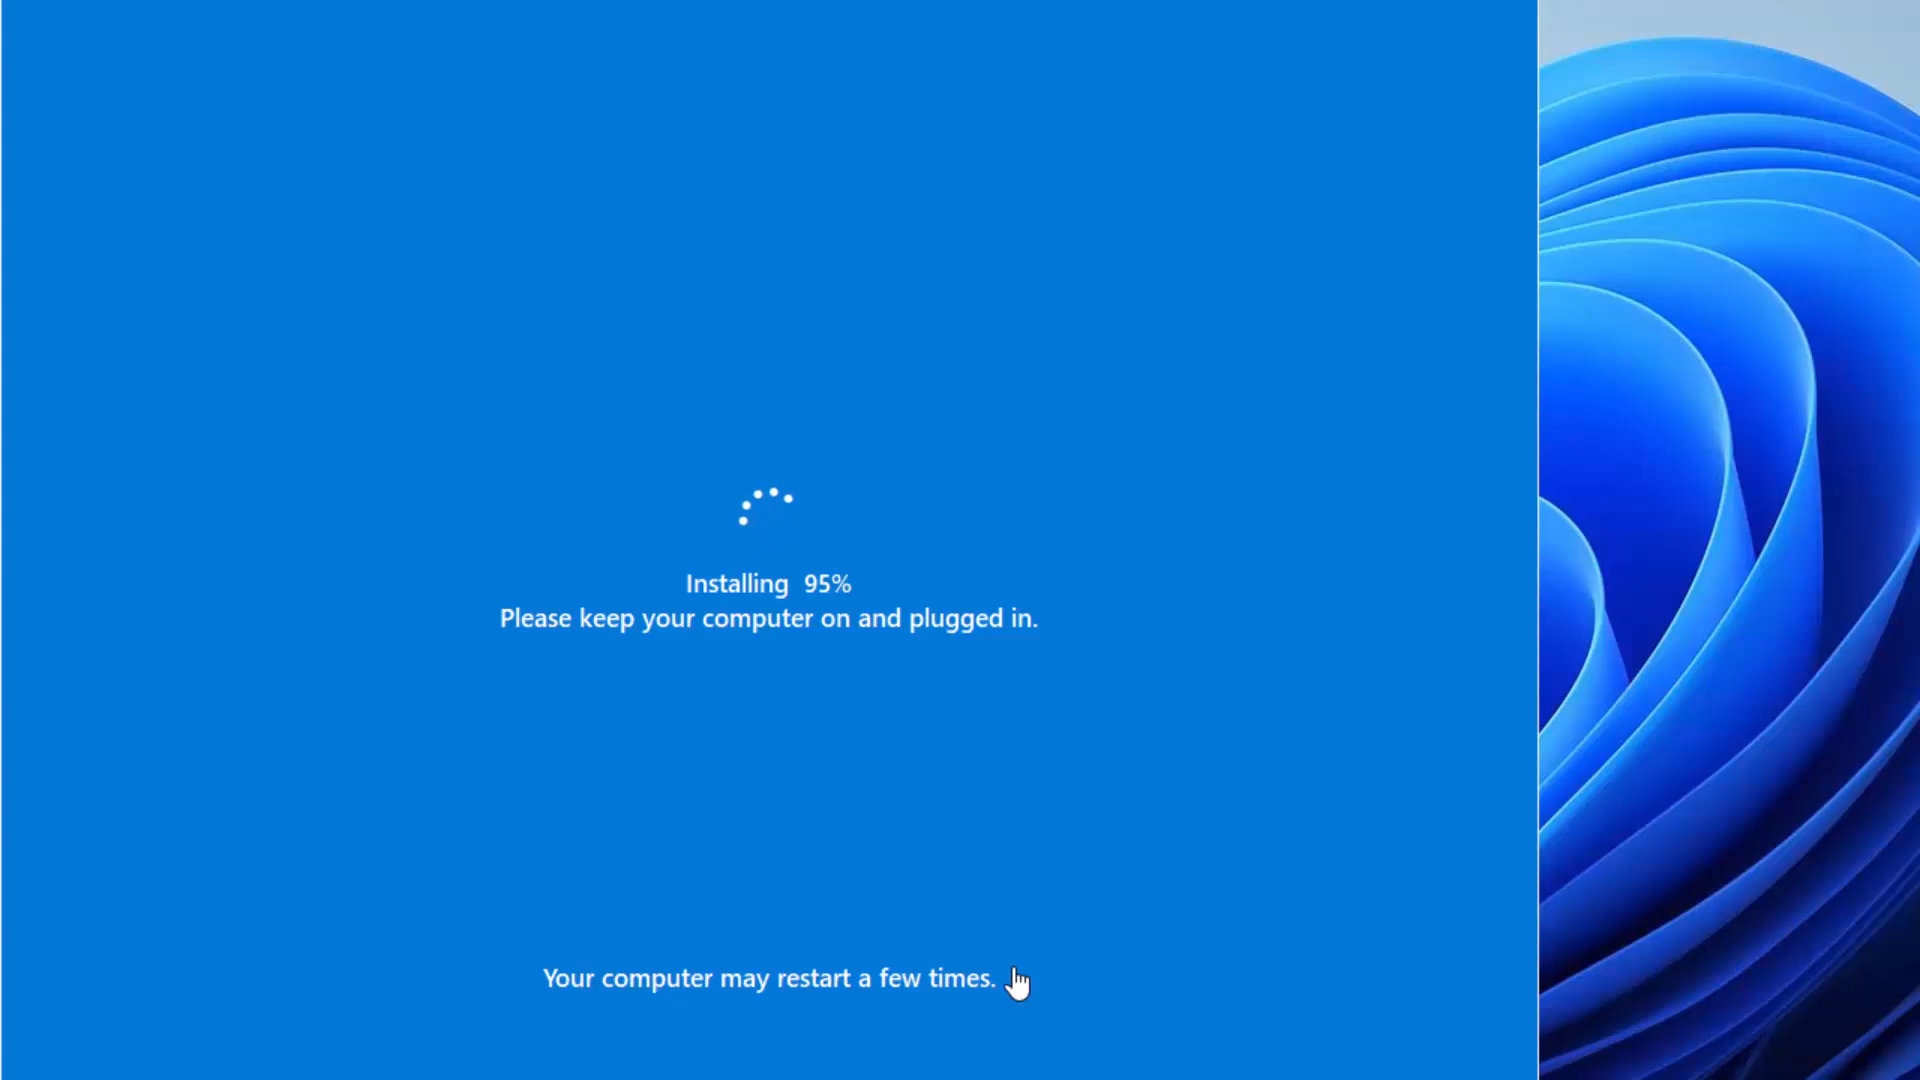 Installing 95%
Please keep your computer on and plugged in.
Your computer may restart a few times.